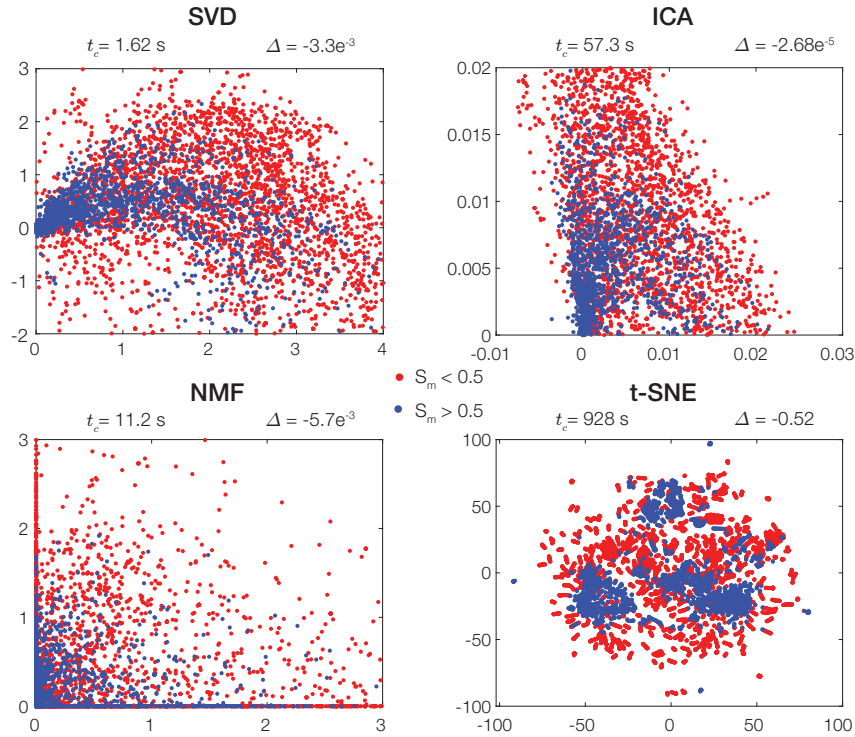 SVD
t_c = 1.62 s Δ = -3.3e^-3
3
2
1
0
-1
-2
0 1 2 3 4
ICA
t_c = 57.3 s Δ = -2.68e^-5
0.02
0.015
0.01
0.005
0
-0.01 0 0.01 0.02 0.03
S_m < 0.5
S_m > 0.5
NMF
t_c = 11.2 s Δ = -5.7e^-3
3
2
1
0
0 1 2 3
t-SNE
t_c = 928 s Δ = -0.52
100
50
0
-50
-100
-100 -50 0 50 100